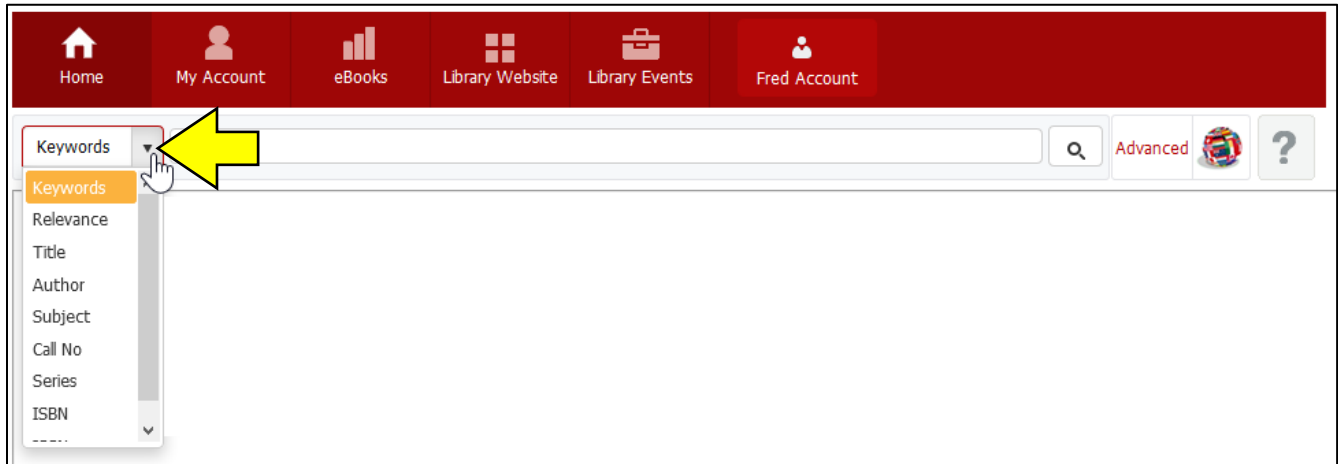 Home My Account eBooks Library Website Library Events Fred Account
Keywords Advanced ?
Keywords
Relevance
Title
Author
Subject
Call No
Series
ISBN